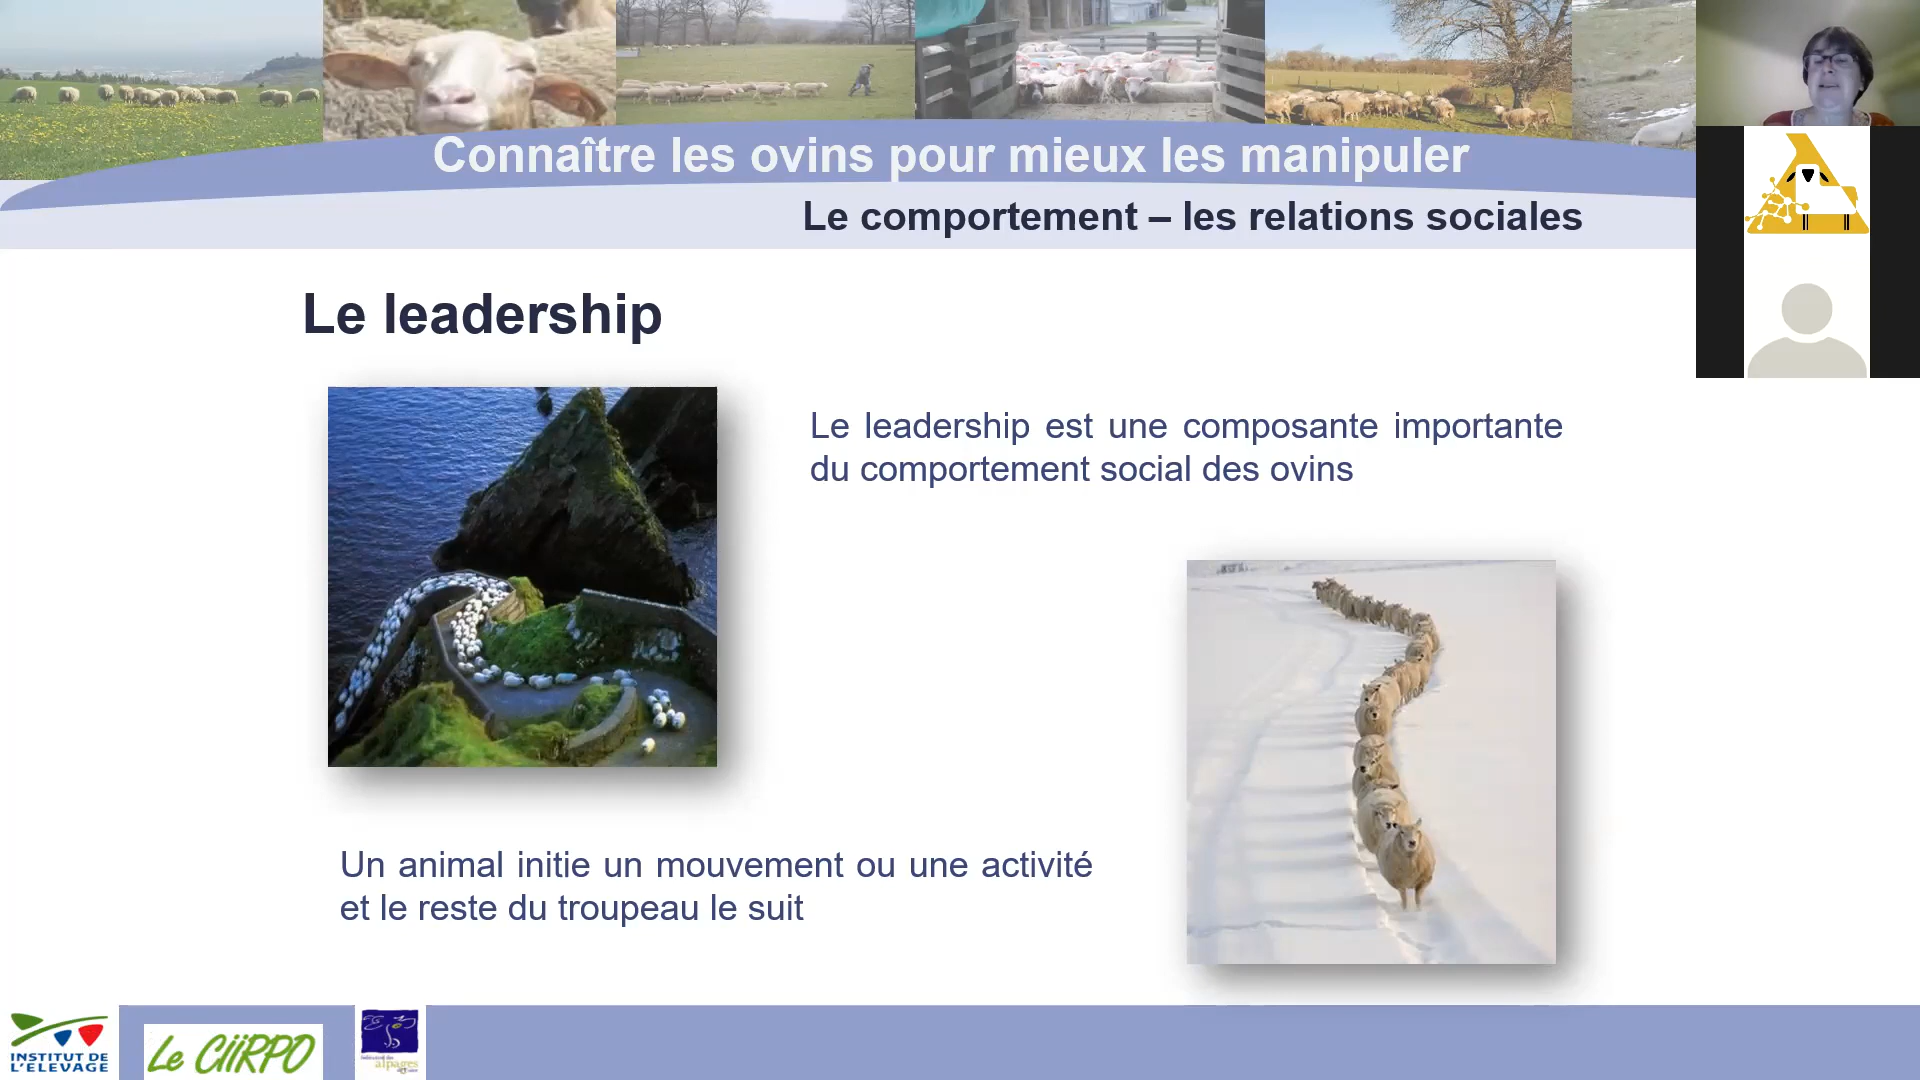 Connaître les ovins pour mieux les manipuler
Le comportement – les relations sociales
Le leadership
Le leadership est une composante importante
du comportement social des ovins
Un animal initie un mouvement ou une activité
et le reste du troupeau le suit
INSTITUT DE
L'ELEVAGE
Le CIIRPO
alpages